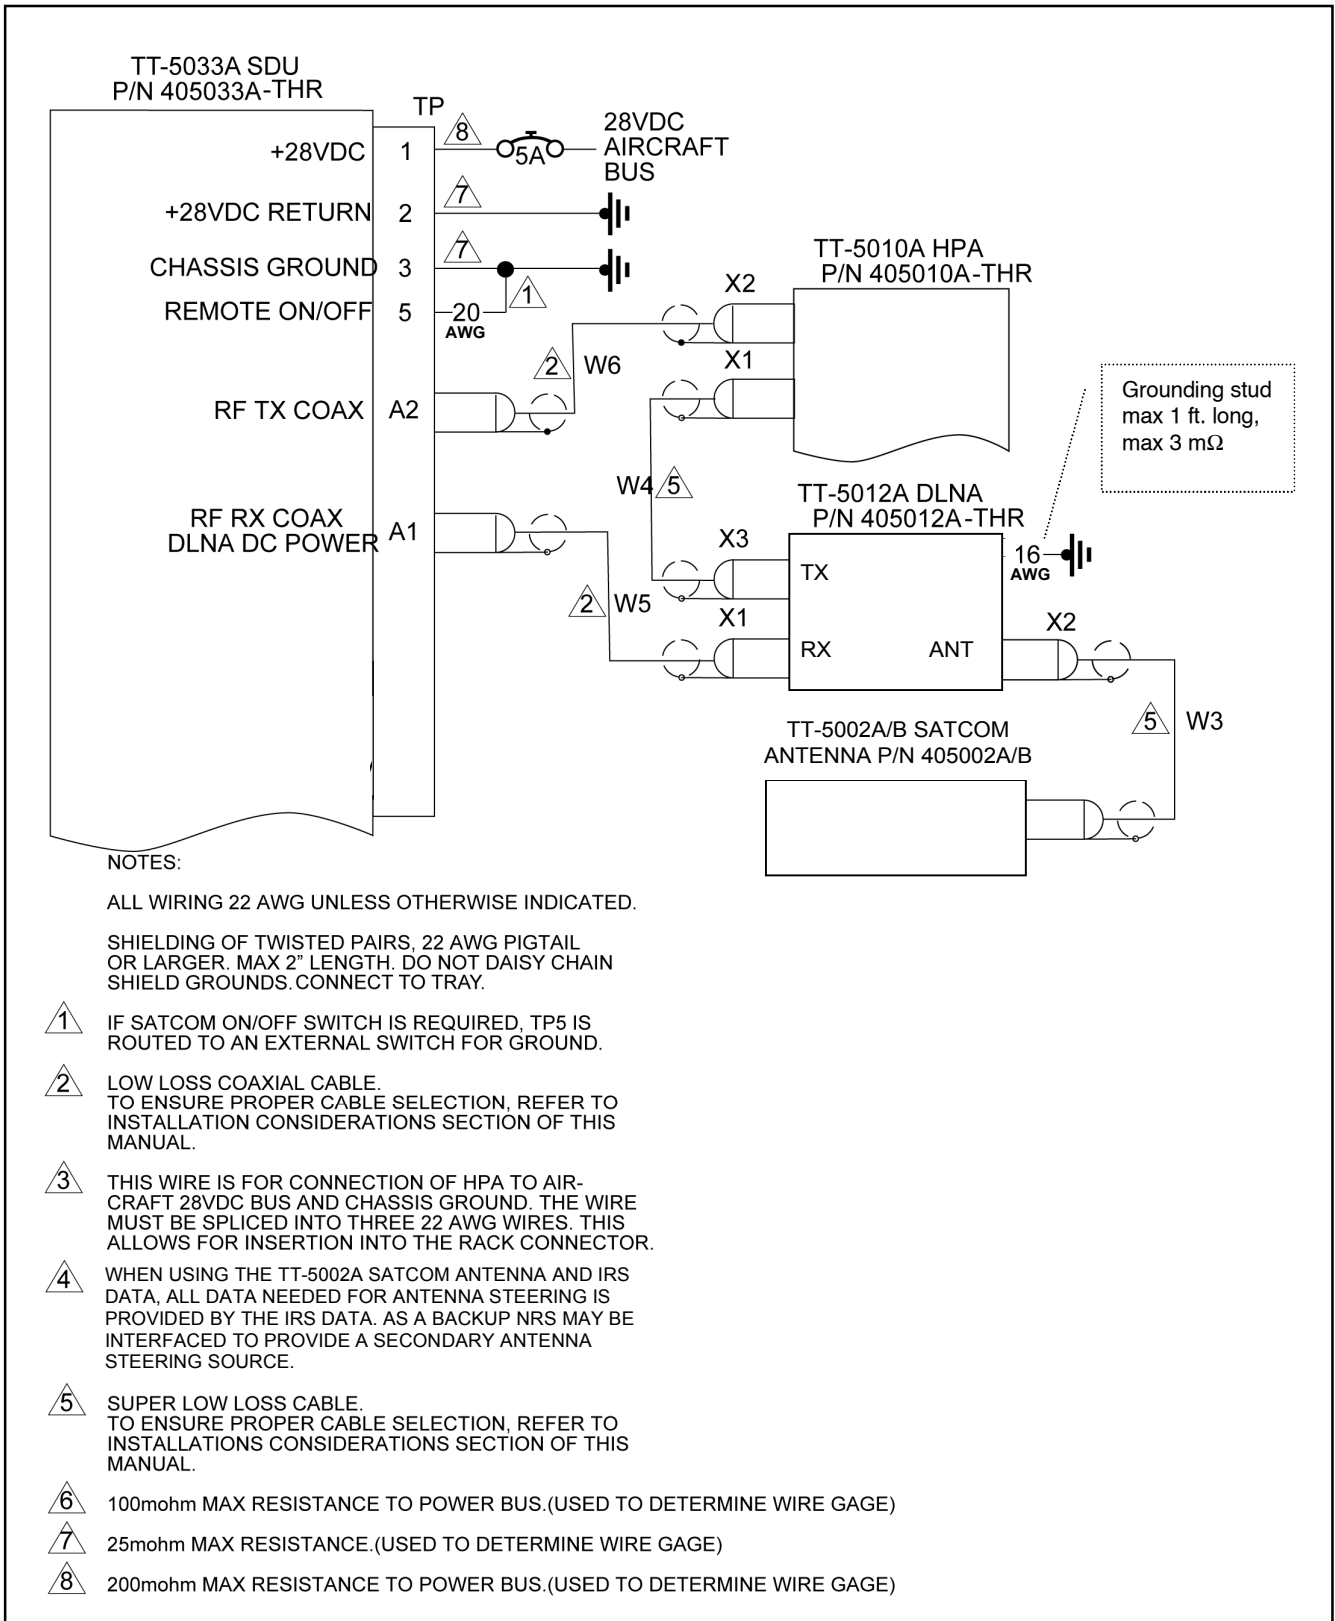 TT-5033A SDU
P/N 405033A-THR
TP
+28VDC
1
8
5A
28VDC
AIRCRAFT
BUS
+28VDC RETURN
2
7
CHASSIS GROUND
3
7
1
REMOTE ON/OFF
5
20
AWG
RF TX COAX
A2
2
W6
RF RX COAX
DLNA DC POWER
A1
2
W5
TT-5010A HPA
P/N 405010A-THR
X2
X1
W4
5
Grounding stud
max 1 ft. long,
max 3 mΩ
TT-5012A DLNA
P/N 405012A-THR
X3
TX
16
AWG
X1
RX
ANT
X2
5
W3
TT-5002A/B SATCOM
ANTENNA P/N 405002A/B
NOTES:
ALL WIRING 22 AWG UNLESS OTHERWISE INDICATED.
SHIELDING OF TWISTED PAIRS, 22 AWG PIGTAIL
OR LARGER. MAX 2” LENGTH. DO NOT DAISY CHAIN
SHIELD GROUNDS. CONNECT TO TRAY.
1 IF SATCOM ON/OFF SWITCH IS REQUIRED, TP5 IS
ROUTED TO AN EXTERNAL SWITCH FOR GROUND.
2 LOW LOSS COAXIAL CABLE.
TO ENSURE PROPER CABLE SELECTION, REFER TO
INSTALLATION CONSIDERATIONS SECTION OF THIS
MANUAL.
3 THIS WIRE IS FOR CONNECTION OF HPA TO AIR-
CRAFT 28VDC BUS AND CHASSIS GROUND. THE WIRE
MUST BE SPLICED INTO THREE 22 AWG WIRES. THIS
ALLOWS FOR INSERTION INTO THE RACK CONNECTOR.
4 WHEN USING THE TT-5002A SATCOM ANTENNA AND IRS
DATA, ALL DATA NEEDED FOR ANTENNA STEERING IS
PROVIDED BY THE IRS DATA. AS A BACKUP NRS MAY BE
INTERFACED TO PROVIDE A SECONDARY ANTENNA
STEERING SOURCE.
5 SUPER LOW LOSS CABLE.
TO ENSURE PROPER CABLE SELECTION, REFER TO
INSTALLATIONS CONSIDERATIONS SECTION OF THIS
MANUAL.
6 100mohm MAX RESISTANCE TO POWER BUS.(USED TO DETERMINE WIRE GAGE)
7 25mohm MAX RESISTANCE.(USED TO DETERMINE WIRE GAGE)
8 200mohm MAX RESISTANCE TO POWER BUS.(USED TO DETERMINE WIRE GAGE)